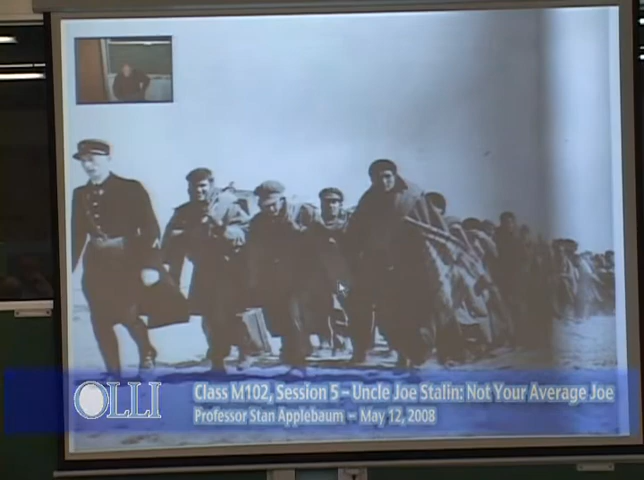 OLLI
Class M102, Session 5 – Uncle Joe Stalin: Not Your Average Joe
Professor Stan Applebaum – May 12, 2008